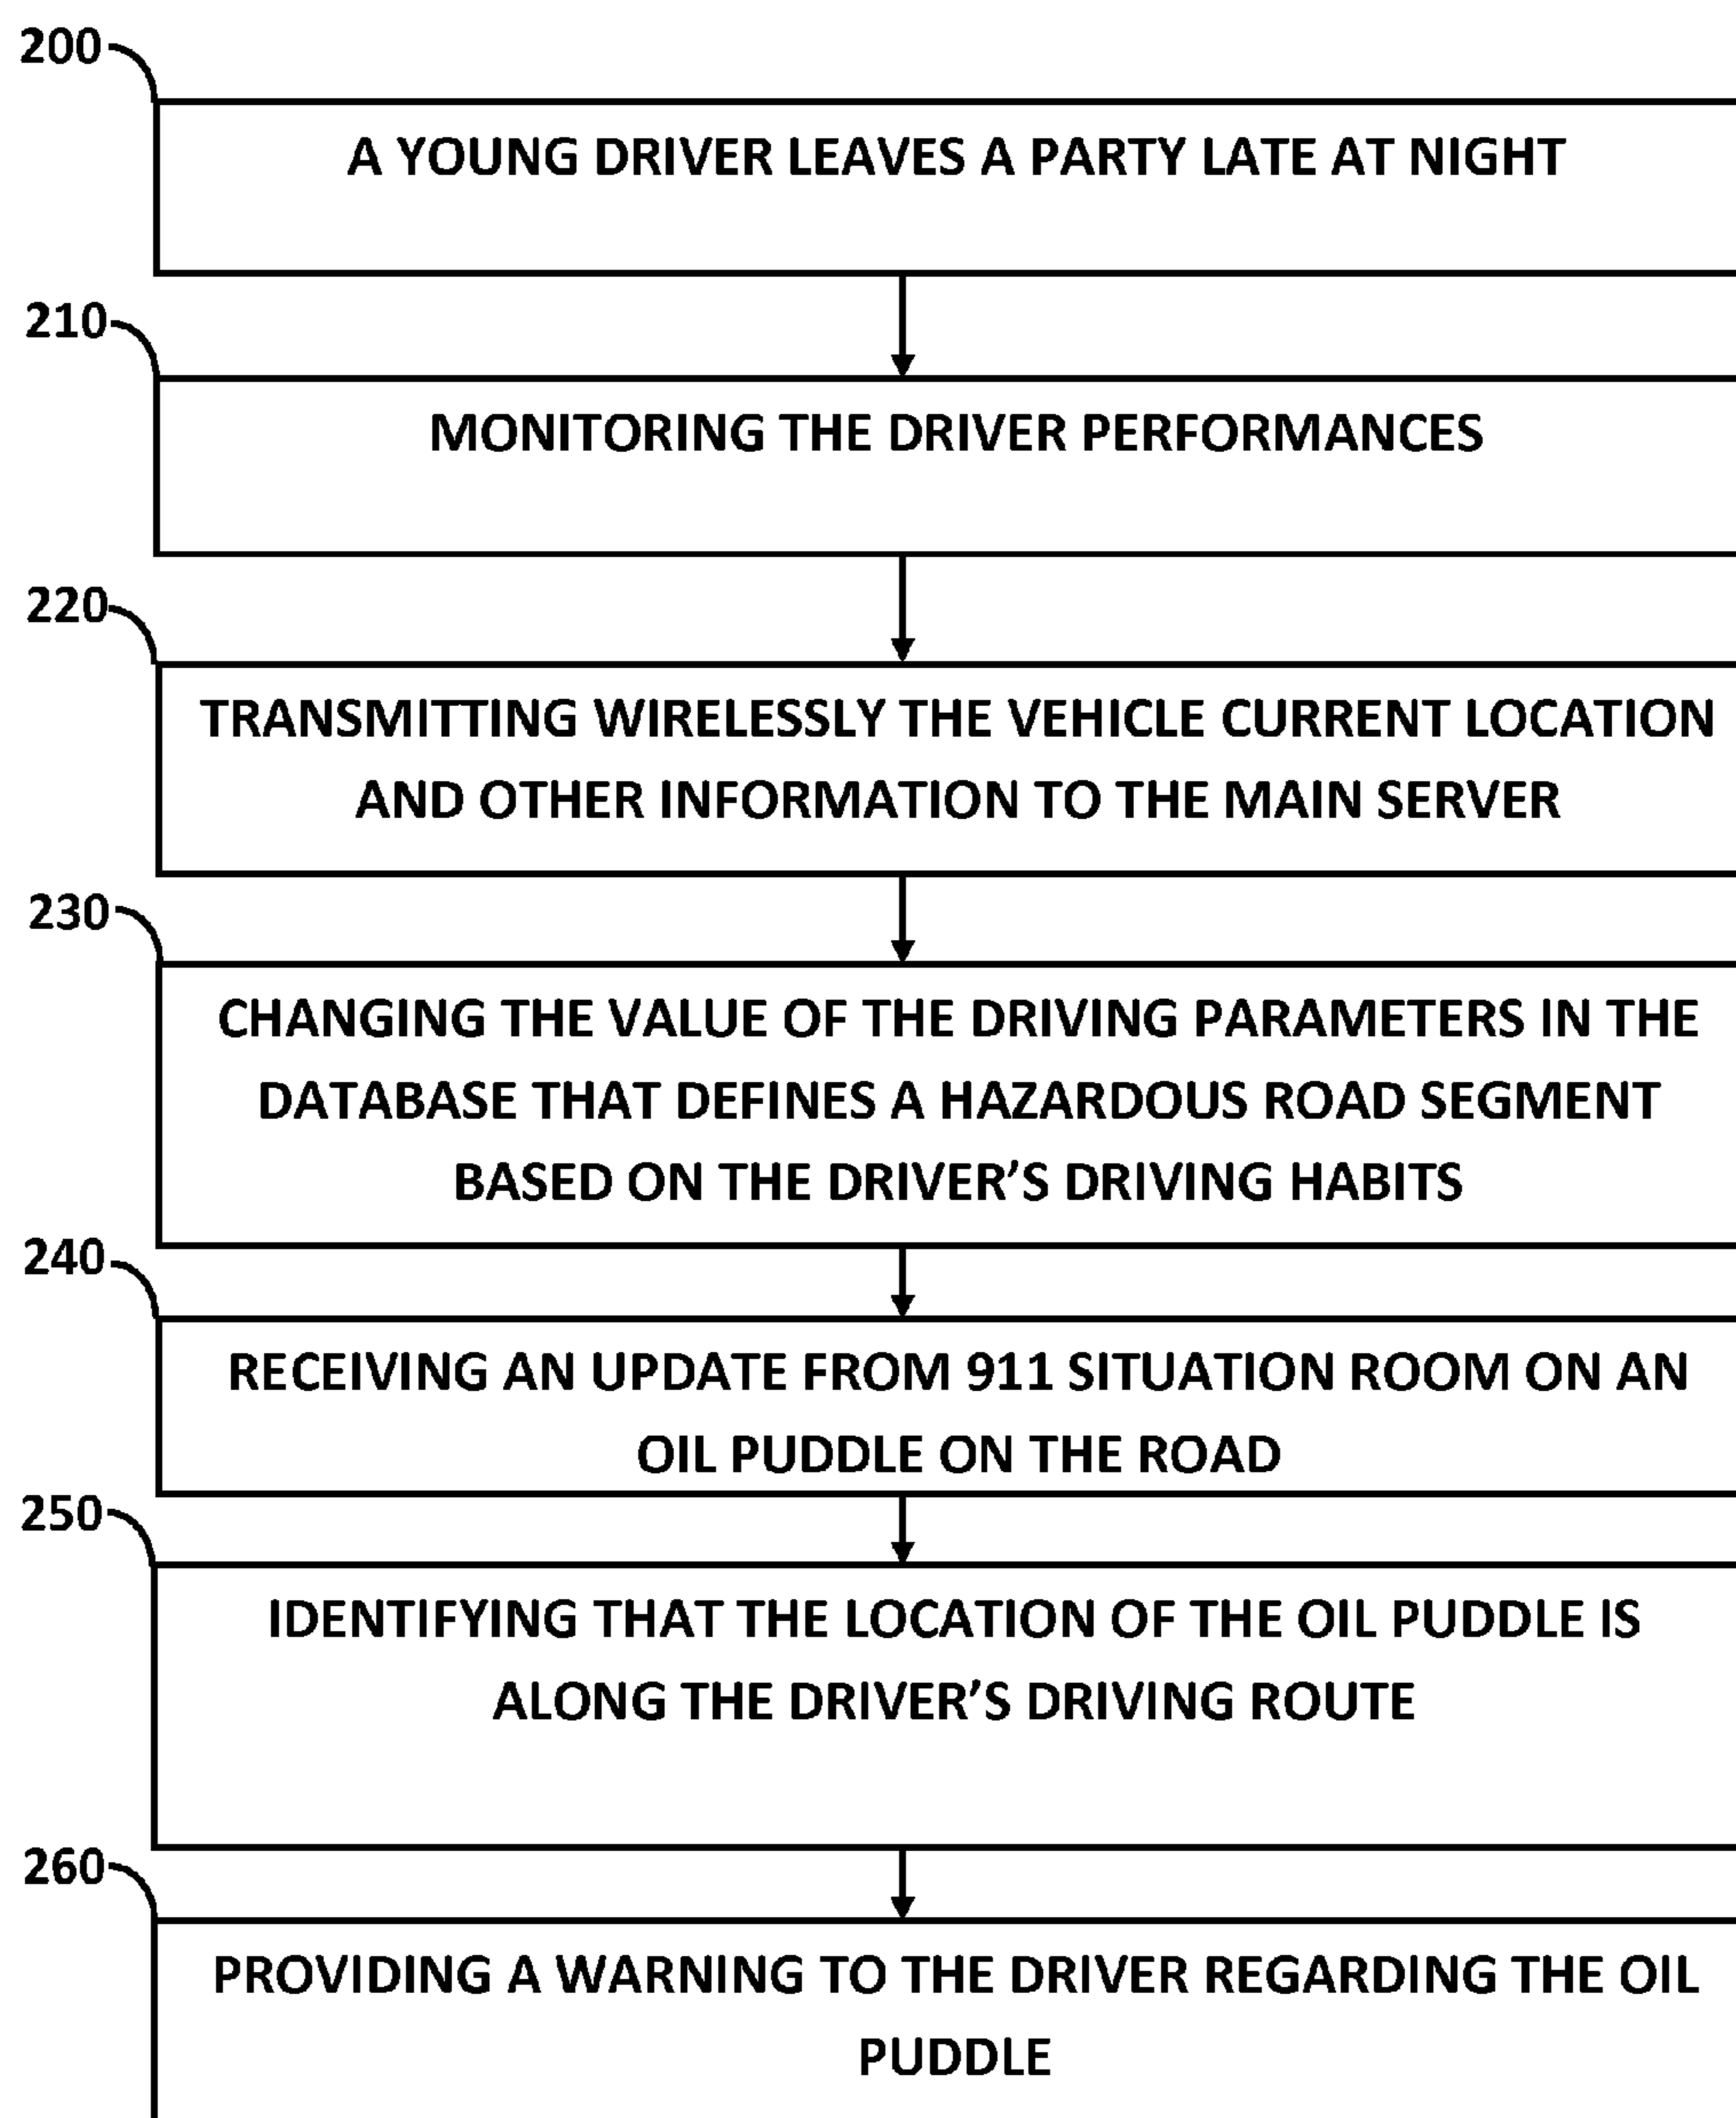 200
A YOUNG DRIVER LEAVES A PARTY LATE AT NIGHT
210
MONITORING THE DRIVER PERFORMANCES
220
TRANSMITTING WIRELESSLY THE VEHICLE CURRENT LOCATION
AND OTHER INFORMATION TO THE MAIN SERVER
230
CHANGING THE VALUE OF THE DRIVING PARAMETERS IN THE
DATABASE THAT DEFINES A HAZARDOUS ROAD SEGMENT
BASED ON THE DRIVER’S DRIVING HABITS
240
RECEIVING AN UPDATE FROM 911 SITUATION ROOM ON AN
OIL PUDDLE ON THE ROAD
250
IDENTIFYING THAT THE LOCATION OF THE OIL PUDDLE IS
ALONG THE DRIVER’S DRIVING ROUTE
260
PROVIDING A WARNING TO THE DRIVER REGARDING THE OIL
PUDDLE